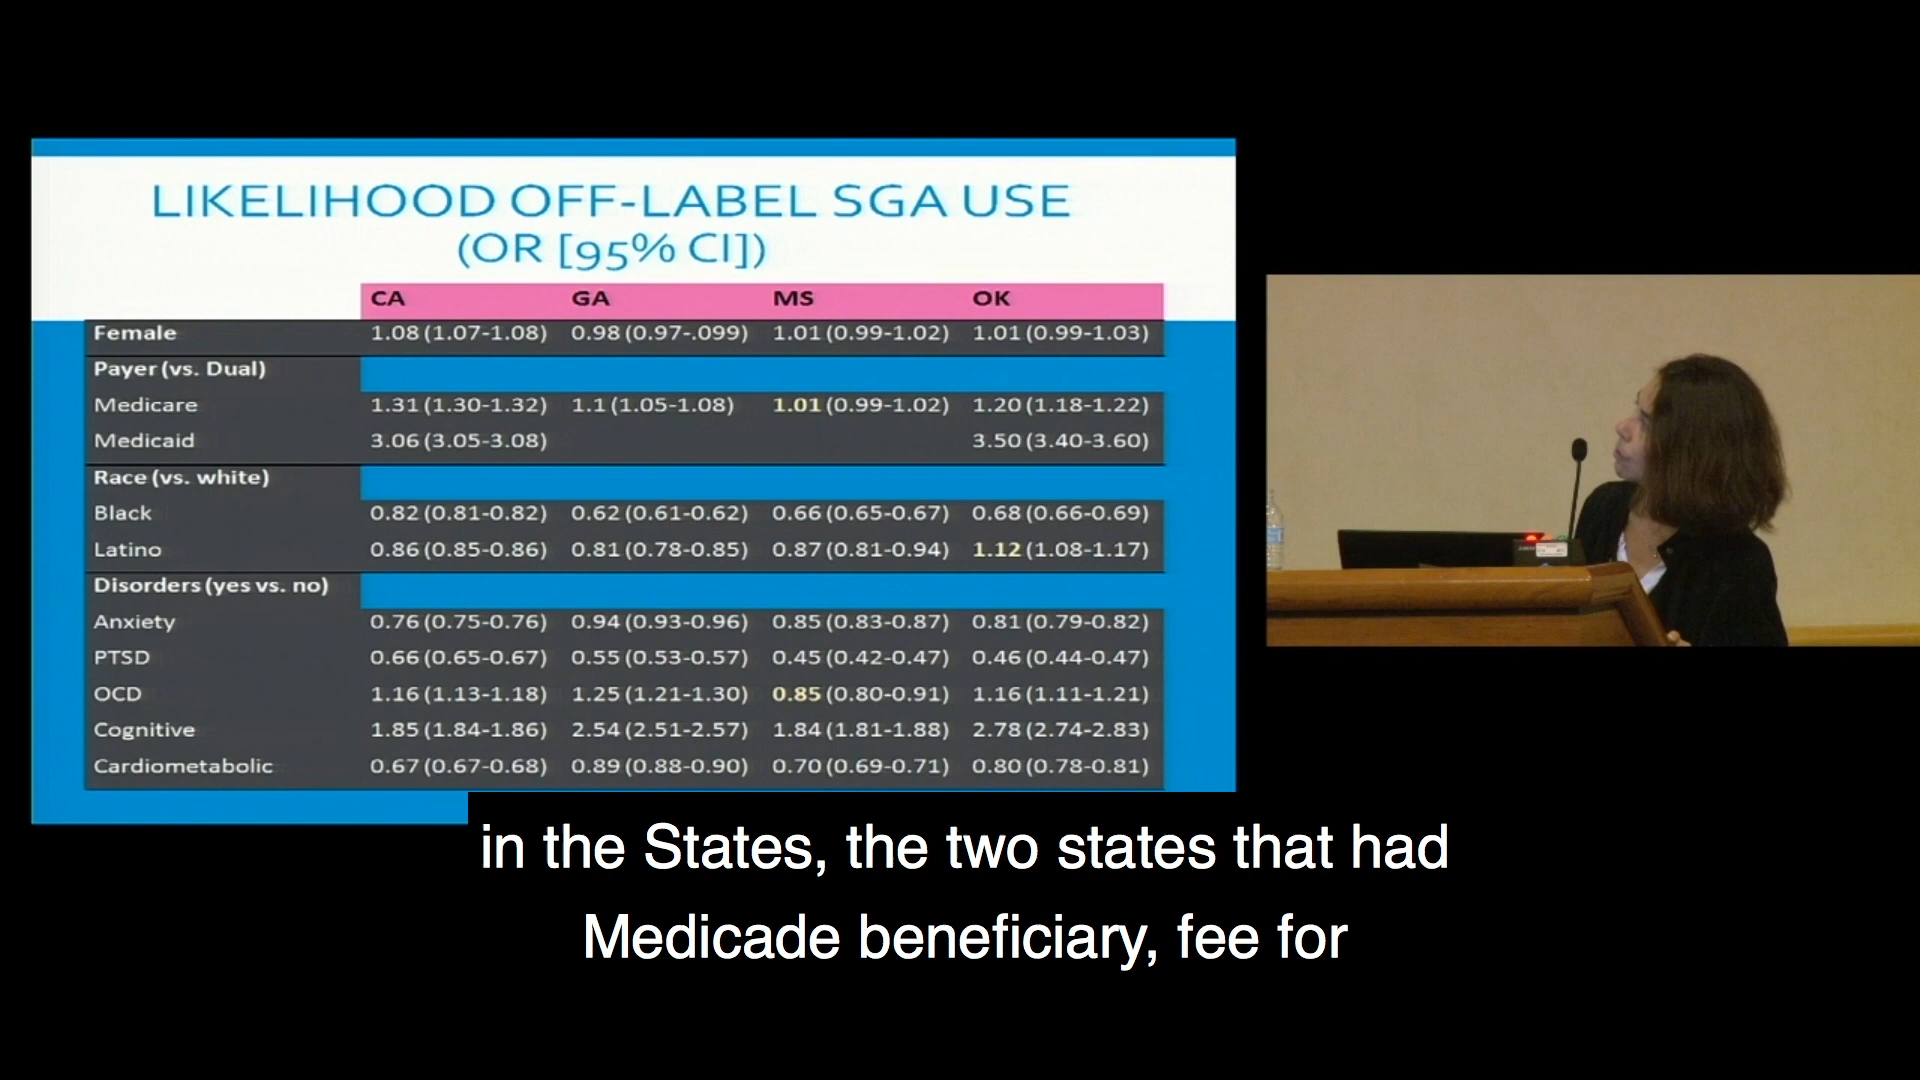 LIKELIHOOD OFF-LABEL SGA USE
(OR [95% CI])
CA GA MS OK
Female 1.08 (1.07-1.08) 0.98 (0.97-.099) 1.01 (0.99-1.02) 1.01 (0.99-1.03)
Payer (vs. Dual)
Medicare 1.31 (1.30-1.32) 1.1 (1.05-1.08) 1.01 (0.99-1.02) 1.20 (1.18-1.22)
Medicaid 3.06 (3.05-3.08) 3.50 (3.40-3.60)
Race (vs. white)
Black 0.82 (0.81-0.82) 0.62 (0.61-0.62) 0.66 (0.65-0.67) 0.68 (0.66-0.69)
Latino 0.86 (0.85-0.86) 0.81 (0.78-0.85) 0.87 (0.81-0.94) 1.12 (1.08-1.17)
Disorders (yes vs. no)
Anxiety 0.76 (0.75-0.76) 0.94 (0.93-0.96) 0.85 (0.83-0.87) 0.81 (0.79-0.82)
PTSD 0.66 (0.65-0.67) 0.55 (0.53-0.57) 0.45 (0.42-0.47) 0.46 (0.44-0.47)
OCD 1.16 (1.13-1.18) 1.25 (1.21-1.30) 0.85 (0.80-0.91) 1.16 (1.11-1.21)
Cognitive 1.85 (1.84-1.86) 2.54 (2.51-2.57) 1.84 (1.81-1.88) 2.78 (2.74-2.83)
Cardiometabolic 0.67 (0.67-0.68) 0.89 (0.88-0.90) 0.70 (0.69-0.71) 0.80 (0.78-0.81)
in the States, the two states that had
Medicade beneficiary, fee for